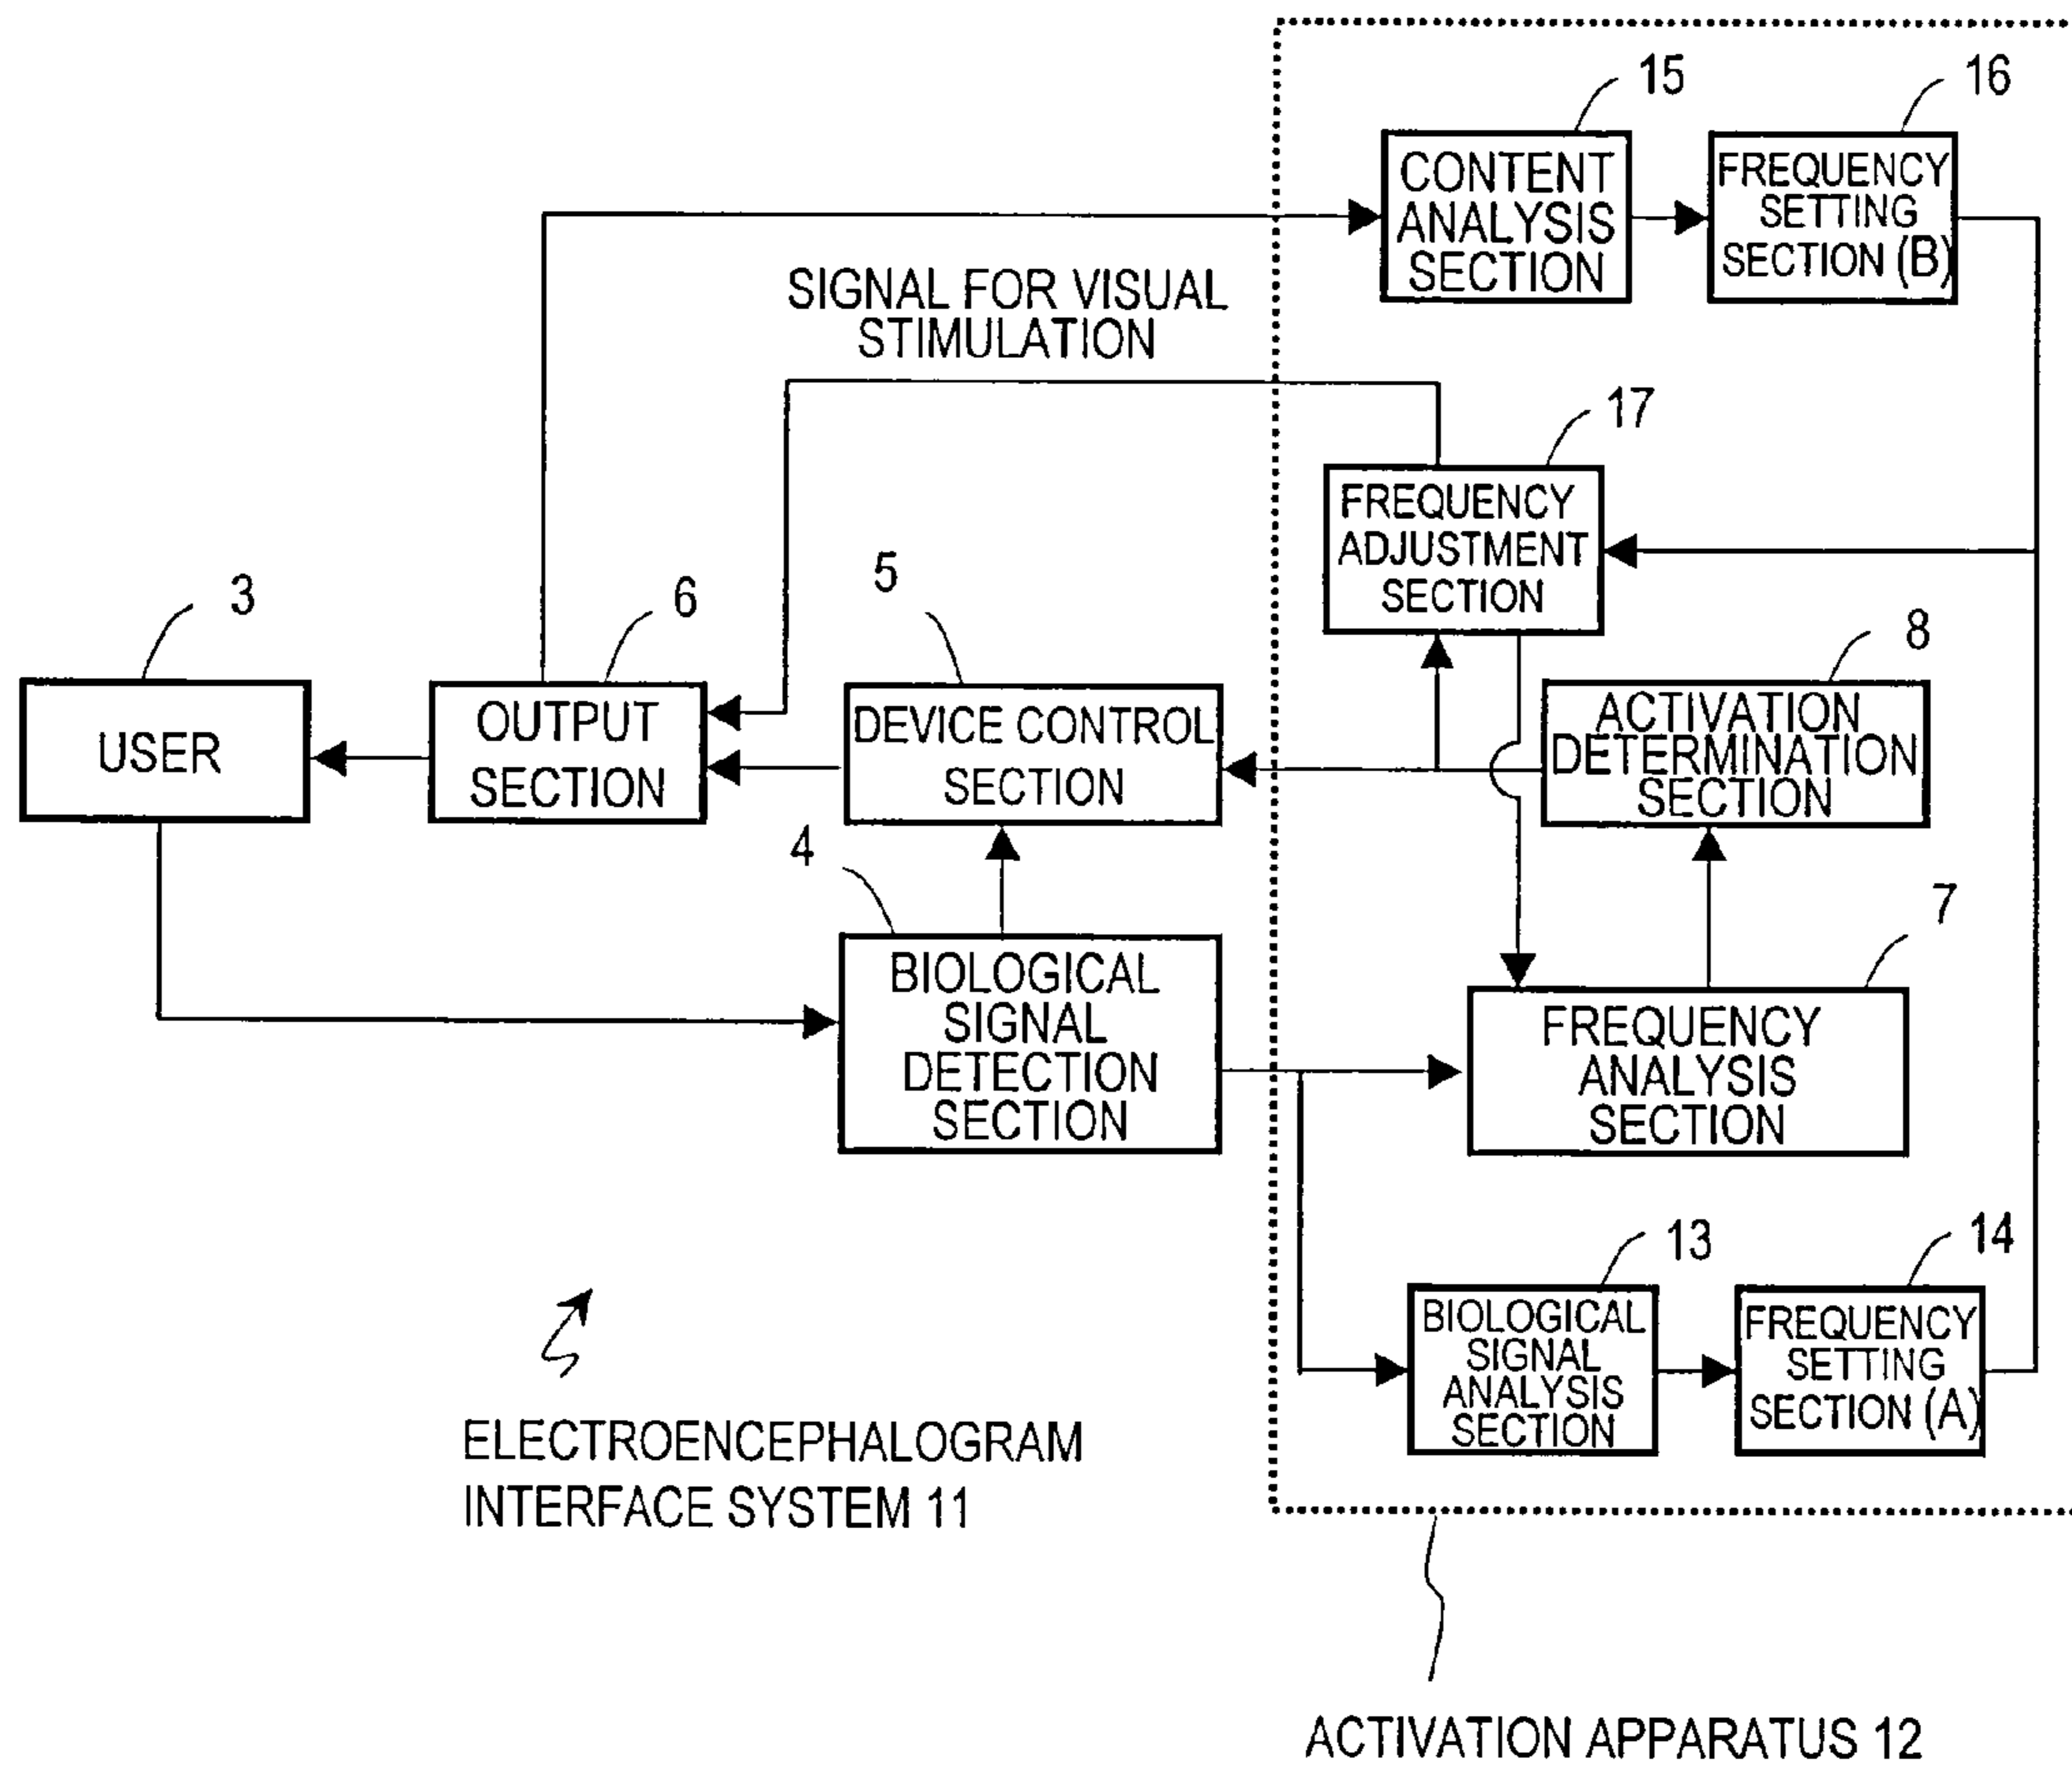 15
16
CONTENT
ANALYSIS
SECTION
FREQUENCY
SETTING
SECTION (B)
SIGNAL FOR VISUAL
STIMULATION
17
FREQUENCY
ADJUSTMENT
SECTION
3
6
5
8
USER
OUTPUT
SECTION
DEVICE CONTROL
SECTION
ACTIVATION
DETERMINATION
SECTION
4
7
BIOLOGICAL
SIGNAL
DETECTION
SECTION
FREQUENCY
ANALYSIS
SECTION
13
14
BIOLOGICAL
SIGNAL
ANALYSIS
SECTION
FREQUENCY
SETTING
SECTION (A)
ELECTROENCEPHALOGRAM
INTERFACE SYSTEM 11
ACTIVATION APPARATUS 12